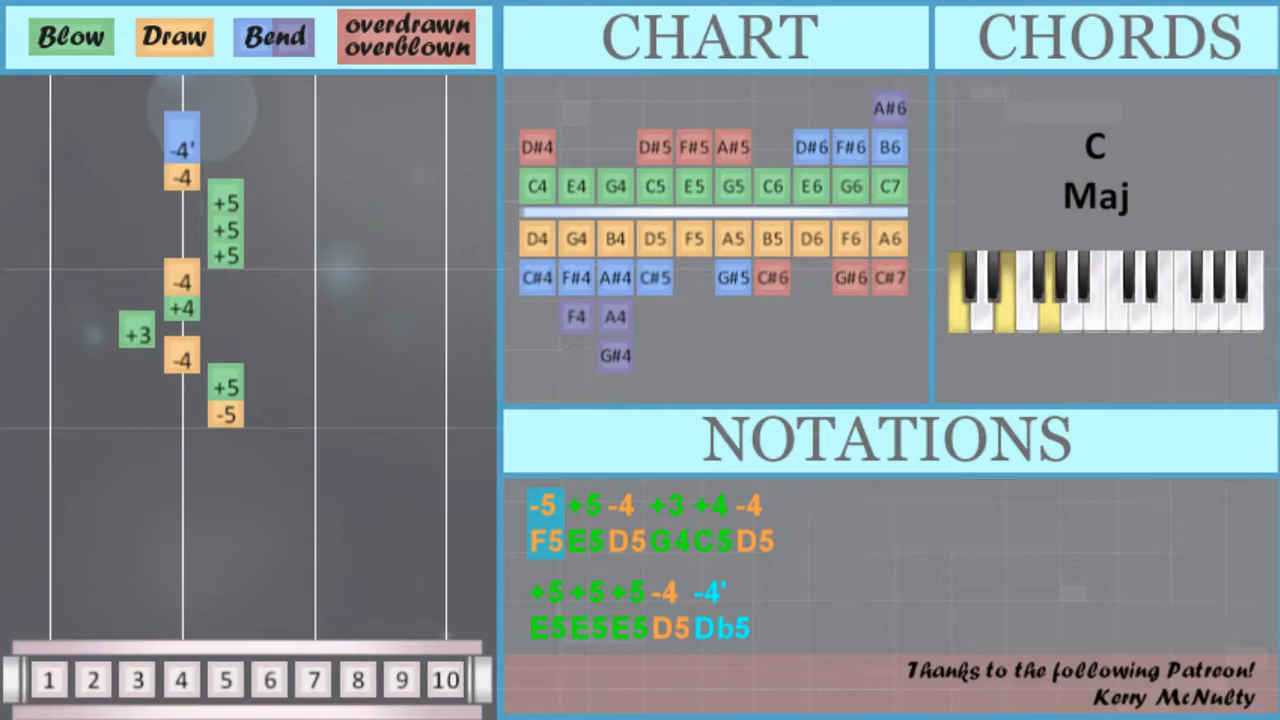 Blow Draw Bend overdrawn overblown
CHART
CHORDS
-4'
-4
+5
+5
+5
-4
+4
+3
-4
+5
-5
1 2 3 4 5 6 7 8 9 10
A#6
D#4 D#5 F#5 A#5 D#6 F#6 B6
C4 E4 G4 C5 E5 G5 C6 E6 G6 C7
D4 G4 B4 D5 F5 A5 B5 D6 F6 A6
C#4 F#4 A#4 C#5 G#5 C#6 G#6 C#7
F4 A4
G#4
C
Maj
NOTATIONS
-5 +5 -4 +3 +4 -4
F5 E5 D5 G4 C5 D5
+5 +5 +5 -4 -4'
E5 E5 E5 D5 Db5
Thanks to the following Patreon!
Kerry McNulty